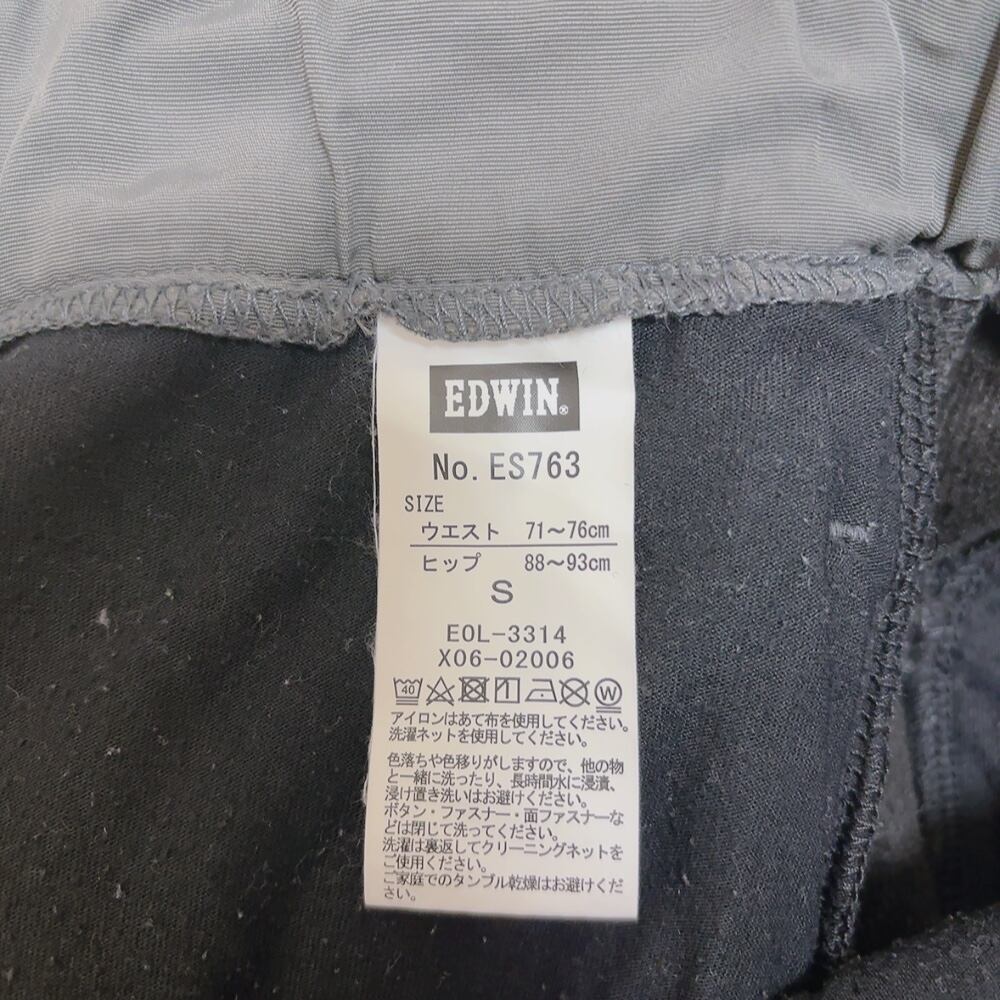 EDWIN®
No. ES763
SIZE
ウエスト 71～76cm
ヒップ 88～93cm
S
EOL-3314
X06-02006
40 W
アイロンはあて布を使用してください。
洗濯ネットを使用してください。
色落ちや色移りがしますので、他の物
と一緒に洗ったり、長時間水に浸漬、
浸け置き洗いはお避けください。
ボタン・ファスナー・面ファスナーな
どは閉じて洗ってください。
洗濯は裏返してクリーニングネットを
ご使用ください。
ご家庭でのタンブル乾燥はお避けくだ
さい。